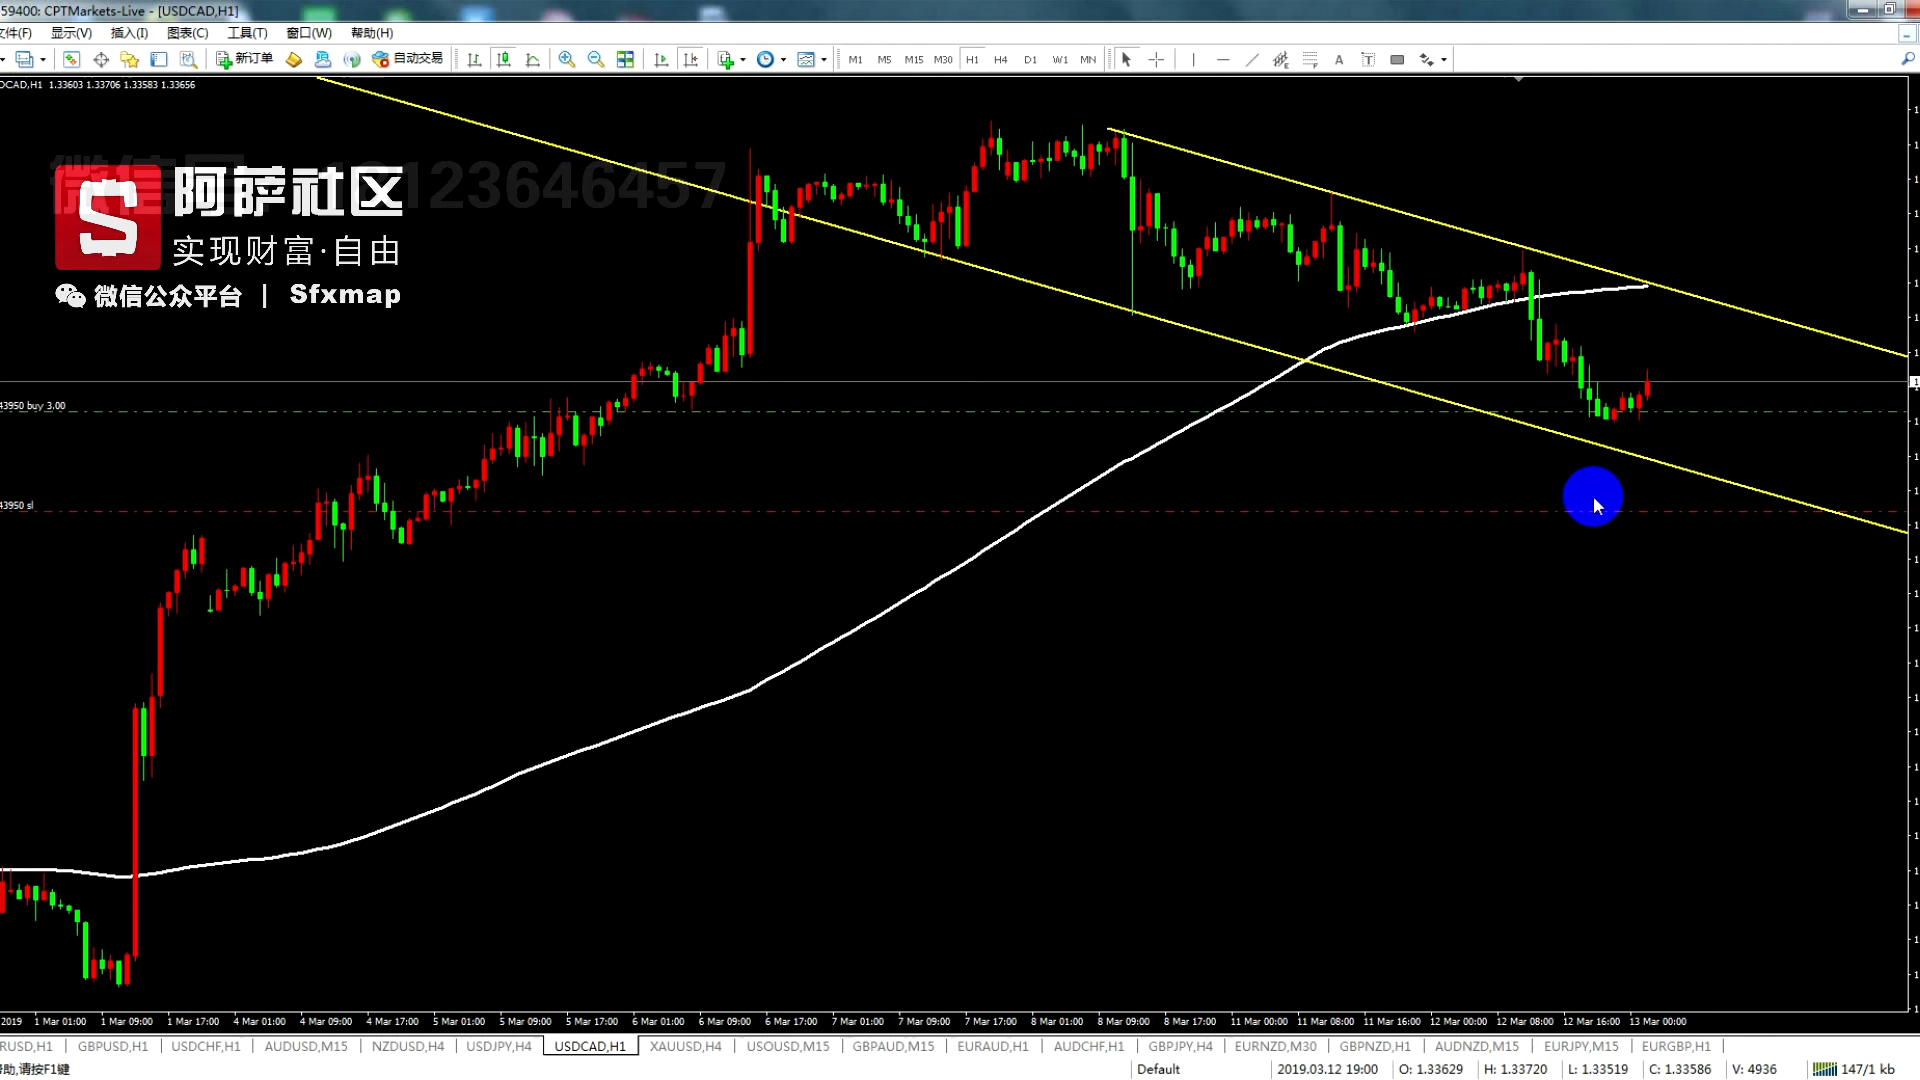 59400: CPTMarkets-Live - [USDCAD,H1]
文件(F) 显示(V) 插入(I) 图表(C) 工具(T) 窗口(W) 帮助(H)
新订单 自动交易 M1 M5 M15 M30 H1 H4 D1 W1 MN A T
DCAD,H1 1.33603 1.33706 1.33583 1.33656
阿萨社区
实现财富·自由
微信公众平台 | Sfxmap
43950 buy 3.00
43950 sl
2019 1 Mar 01:00 1 Mar 09:00 1 Mar 17:00 4 Mar 01:00 4 Mar 09:00 4 Mar 17:00 5 Mar 01:00 5 Mar 09:00 5 Mar 17:00 6 Mar 01:00 6 Mar 09:00 6 Mar 17:00 7 Mar 01:00 7 Mar 09:00 7 Mar 17:00 8 Mar 01:00 8 Mar 09:00 8 Mar 17:00 11 Mar 00:00 11 Mar 08:00 11 Mar 16:00 12 Mar 00:00 12 Mar 08:00 12 Mar 16:00 13 Mar 00:00
RUSD,H1 GBPUSD,H1 USDCHF,H1 AUDUSD,M15 NZDUSD,H4 USDJPY,H4 USDCAD,H1 XAUUSD,H4 USOUSD,M15 GBPAUD,M15 EURAUD,H1 AUDCHF,H1 GBPJPY,H4 EURNZD,M30 GBPNZD,H1 AUDNZD,M15 EURJPY,M15 EURGBP,H1
帮助,请按F1键 Default 2019.03.12 19:00 O: 1.33629 H: 1.33720 L: 1.33519 C: 1.33586 V: 4936 147/1 kb